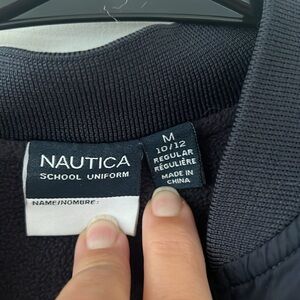 NAUTICA
SCHOOL UNIFORM
NAME/NOMBRE:
M
10/12
REGULAR
RÉGULIÈRE
MADE IN
CHINA